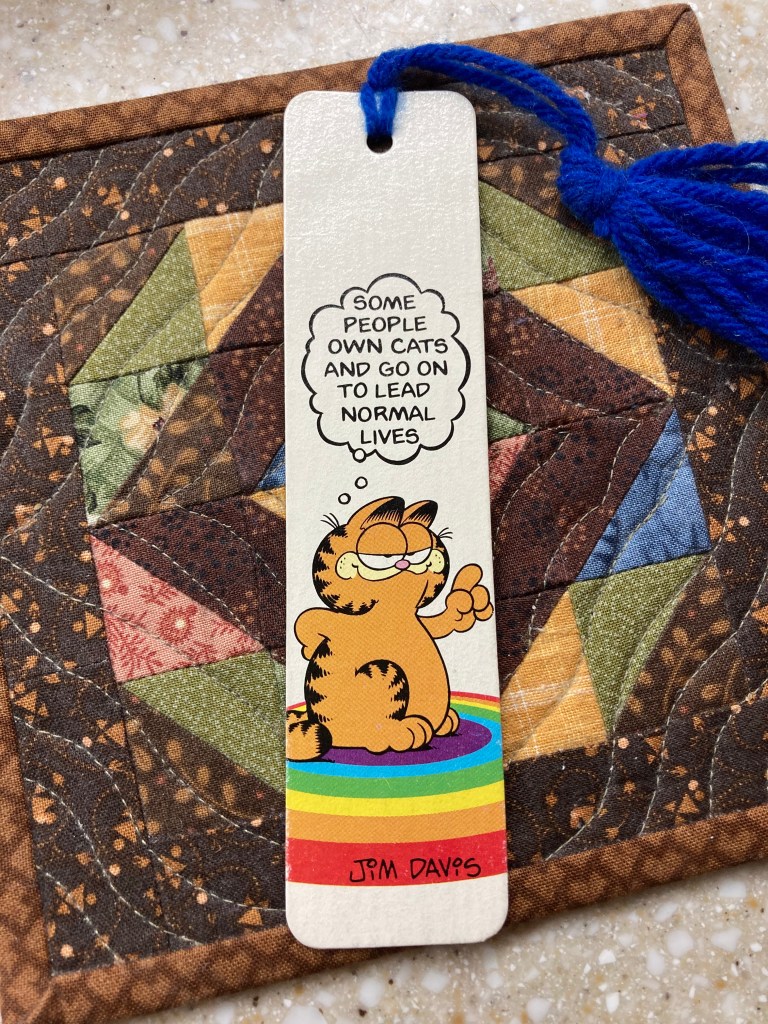 SOME
PEOPLE
OWN CATS
AND GO ON
TO LEAD
NORMAL
LIVES
JIM DAVIS